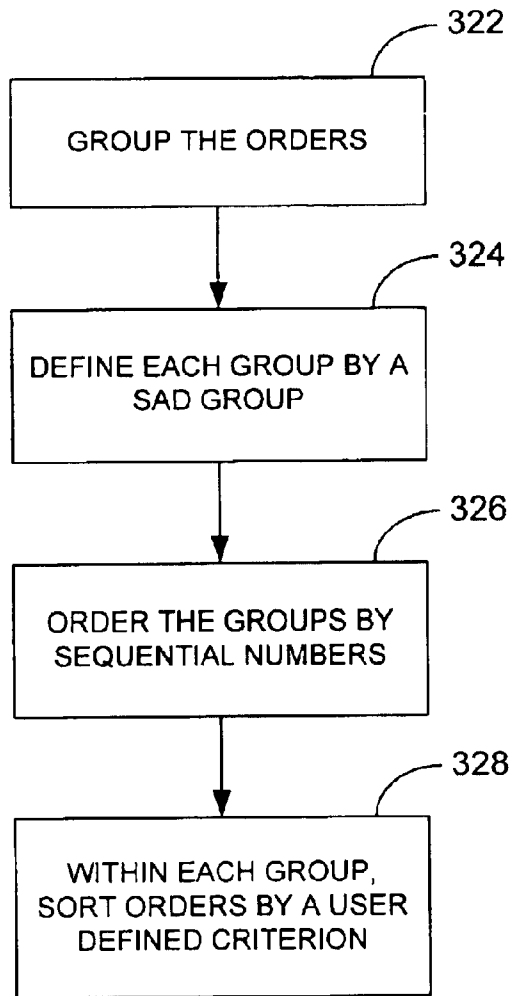 322
GROUP THE ORDERS
324
DEFINE EACH GROUP BY A
SAD GROUP
326
ORDER THE GROUPS BY
SEQUENTIAL NUMBERS
328
WITHIN EACH GROUP,
SORT ORDERS BY A USER
DEFINED CRITERION